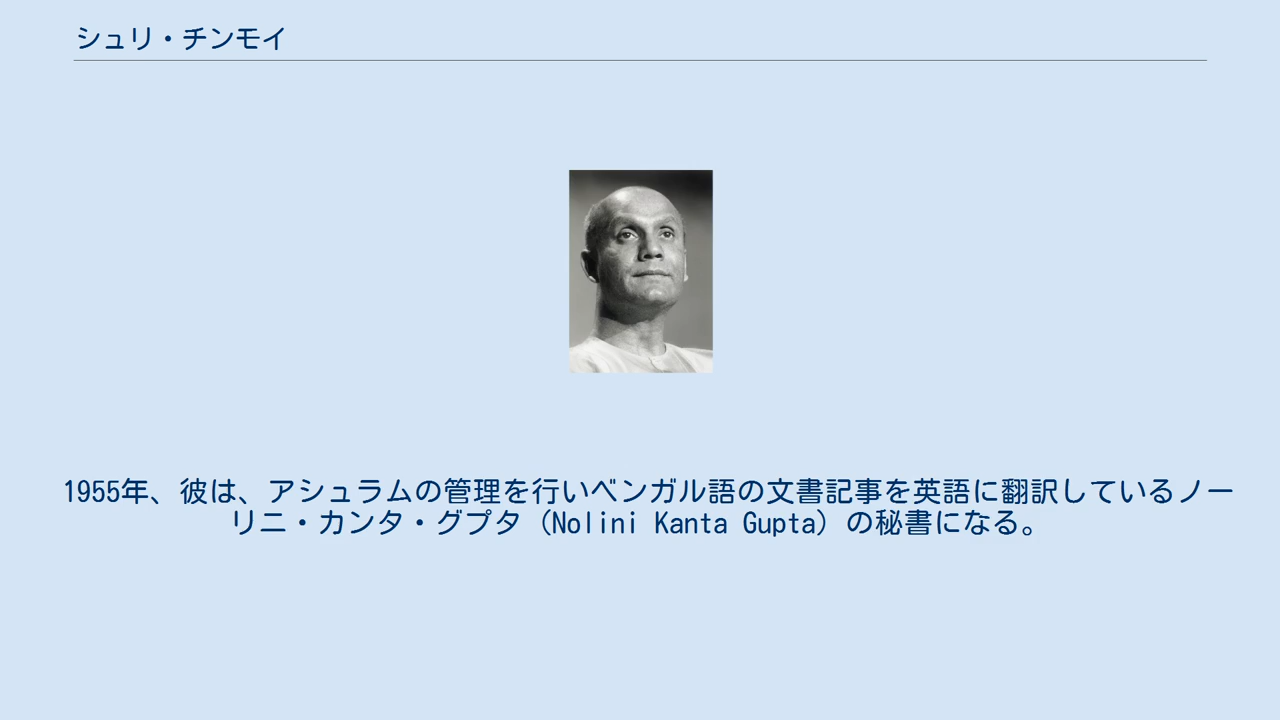 シュリ・チンモイ
1955年、彼は、アシュラムの管理を行いベンガル語の文書記事を英語に翻訳しているノー
リニ・カンタ・グプタ（Nolini Kanta Gupta）の秘書になる。